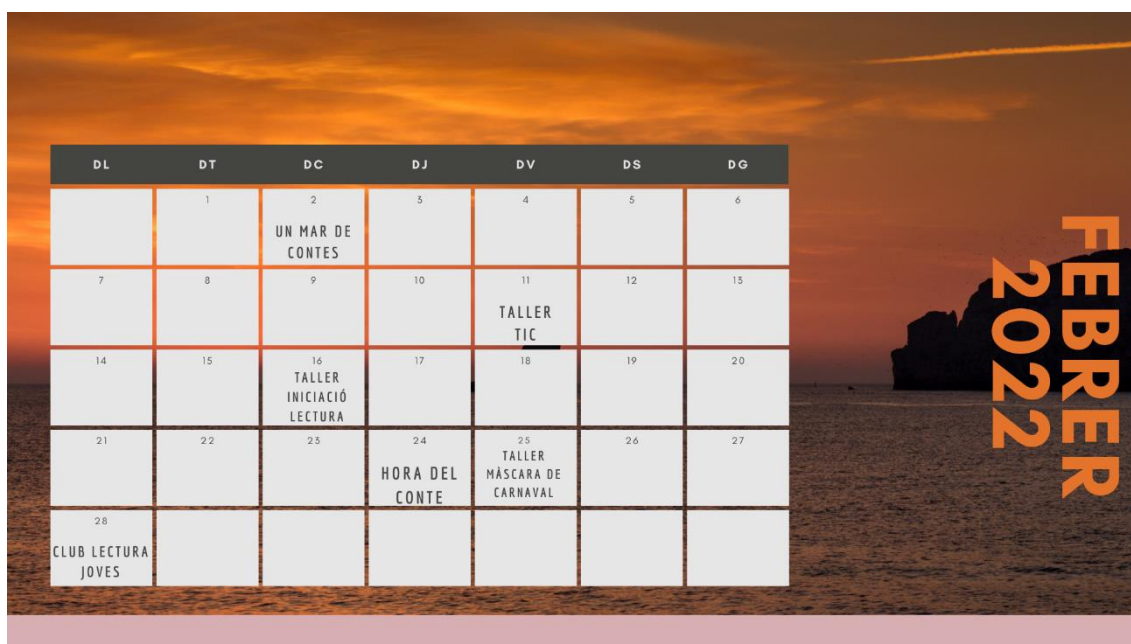 DL DT DC DJ DV DS DG
1 2 3 4 5 6
UN MAR DE
CONTES
7 8 9 10 11 12 13
TALLER
TIC
14 15 16 17 18 19 20
TALLER
INICIACIÓ
LECTURA
21 22 23 24 25 26 27
HORA DEL
CONTE
TALLER
MÀSCARA DE
CARNAVAL
28
CLUB LECTURA
JOVES
FEBRER
2022